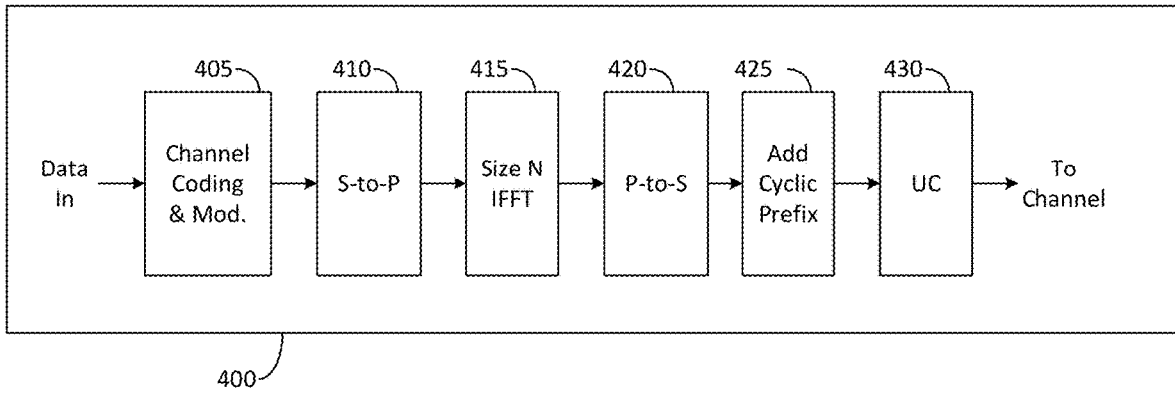 405
410
415
420
425
430
Data
In
Channel
Coding
& Mod.
S-to-P
Size N
IFFT
P-to-S
Add
Cyclic
Prefix
UC
To
Channel
400